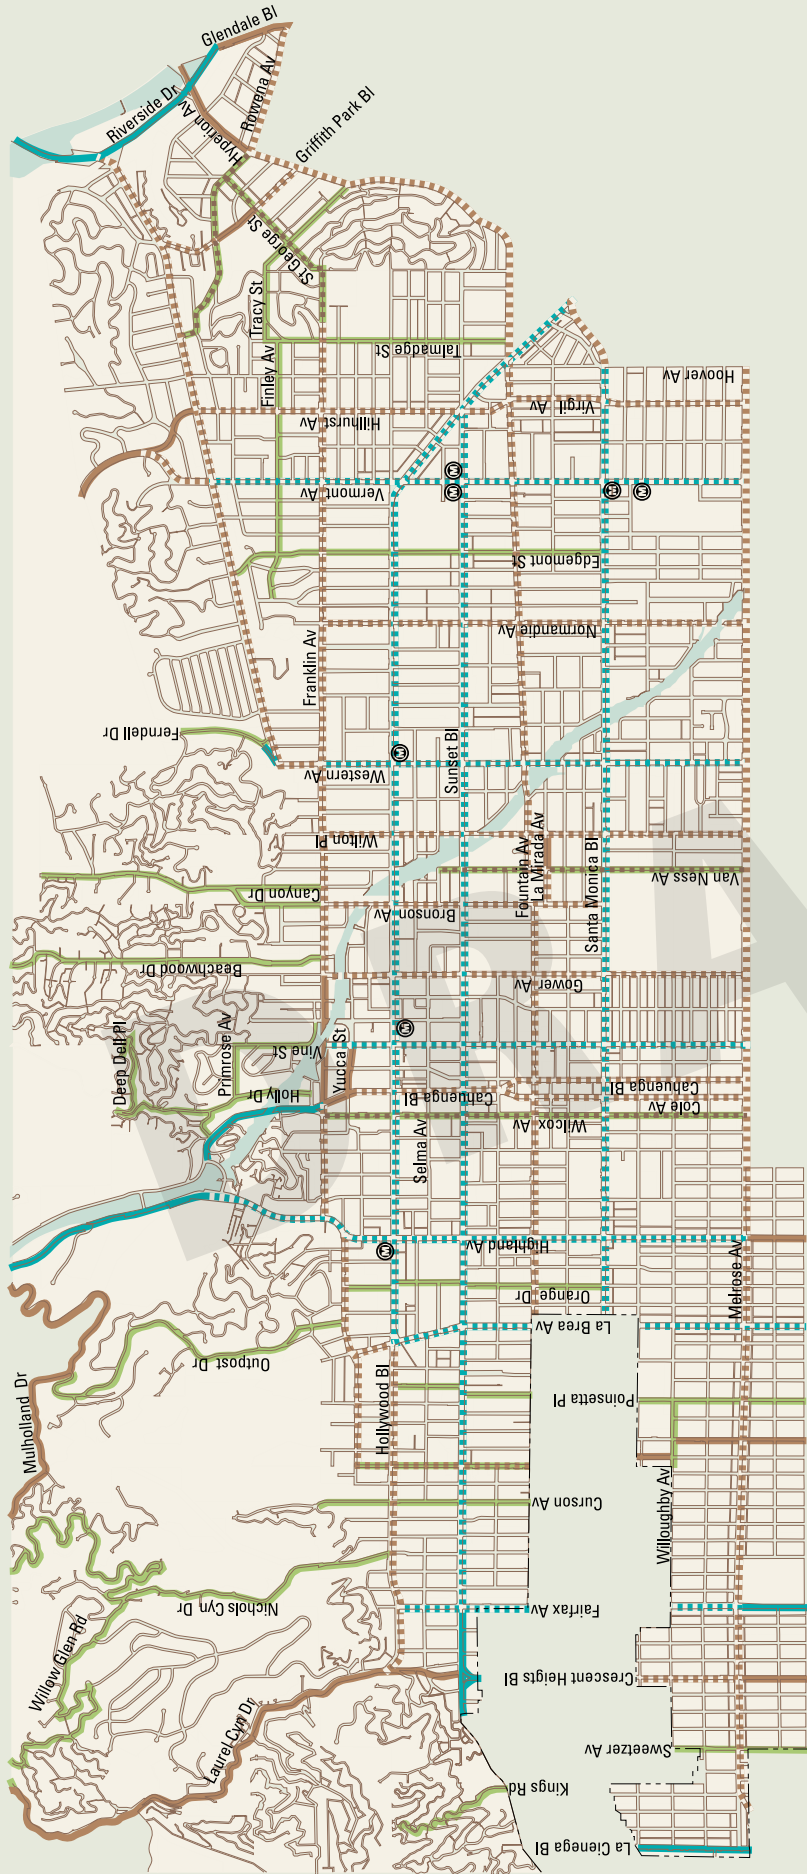 Glendale Bl
Riverside Dr
Hyperion Av
Rowena Av
Griffith Park Bl
St George St
Tracy St
Finley Av
Talmadge St
Hoover Av
Virgil Av
Hillhurst Av
Vermont Av
M
M
M
M
Edgemont St
Normandie Av
Franklin Av
Ferndell Dr
Western Av
M
Sunset Bl
Wilton Pl
Fountain Av
La Mirada Av
Santa Monica Bl
Van Ness Av
Canyon Dr
Bronson Av
Beachwood Dr
Gower Av
DRA
Deep Dell Pl
Primrose Av
Vine St
Yucca St
M
Holly Dr
Cahuenga Bl
Cahuenga Bl
Cole Av
Wilcox Av
Selma Av
Highland Av
M
Melrose Av
Orange Dr
La Brea Av
Outpost Dr
Hollywood Bl
Mulholland Dr
Poinsetta Pl
Curson Av
Willoughby Av
Nichols Cyn Dr
Fairfax Av
Willow Glen Rd
Crescent Heigts Bl
Laurel Cyn Dr
Sweetzer Av
Kings Rd
La Cienega Bl